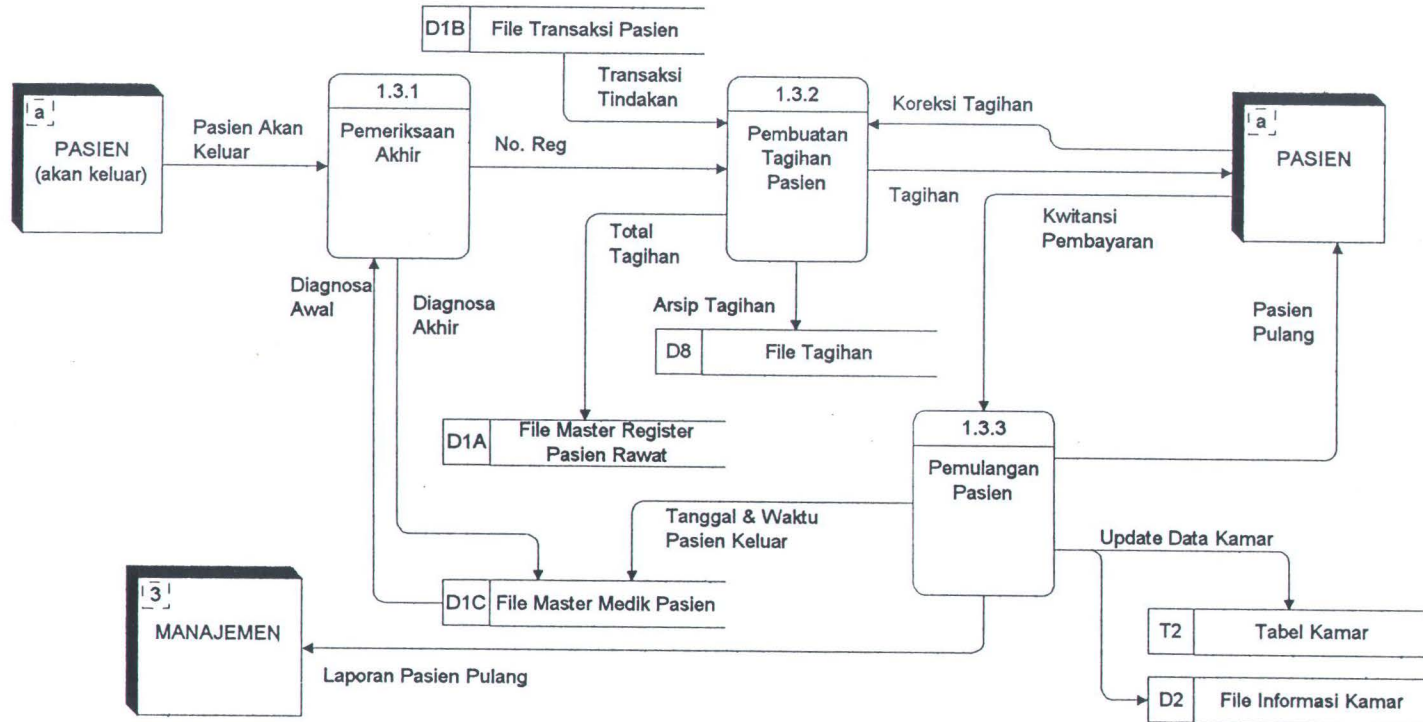 D1B File Transaksi Pasien
a
PASIEN
(akan keluar)
Pasien Akan
Keluar
1.3.1
Pemeriksaan
Akhir
No. Reg
Transaksi
Tindakan
1.3.2
Pembuatan
Tagihan
Pasien
Koreksi Tagihan
a
PASIEN
Tagihan
Kwitansi
Pembayaran
Total
Tagihan
Diagnosa
Awal
Diagnosa
Akhir
Arsip Tagihan
D8 File Tagihan
Pasien
Pulang
D1A
File Master Register
Pasien Rawat
1.3.3
Pemulangan
Pasien
Tanggal & Waktu
Pasien Keluar
Update Data Kamar
D1C File Master Medik Pasien
3
MANAJEMEN
Laporan Pasien Pulang
T2 Tabel Kamar
D2 File Informasi Kamar